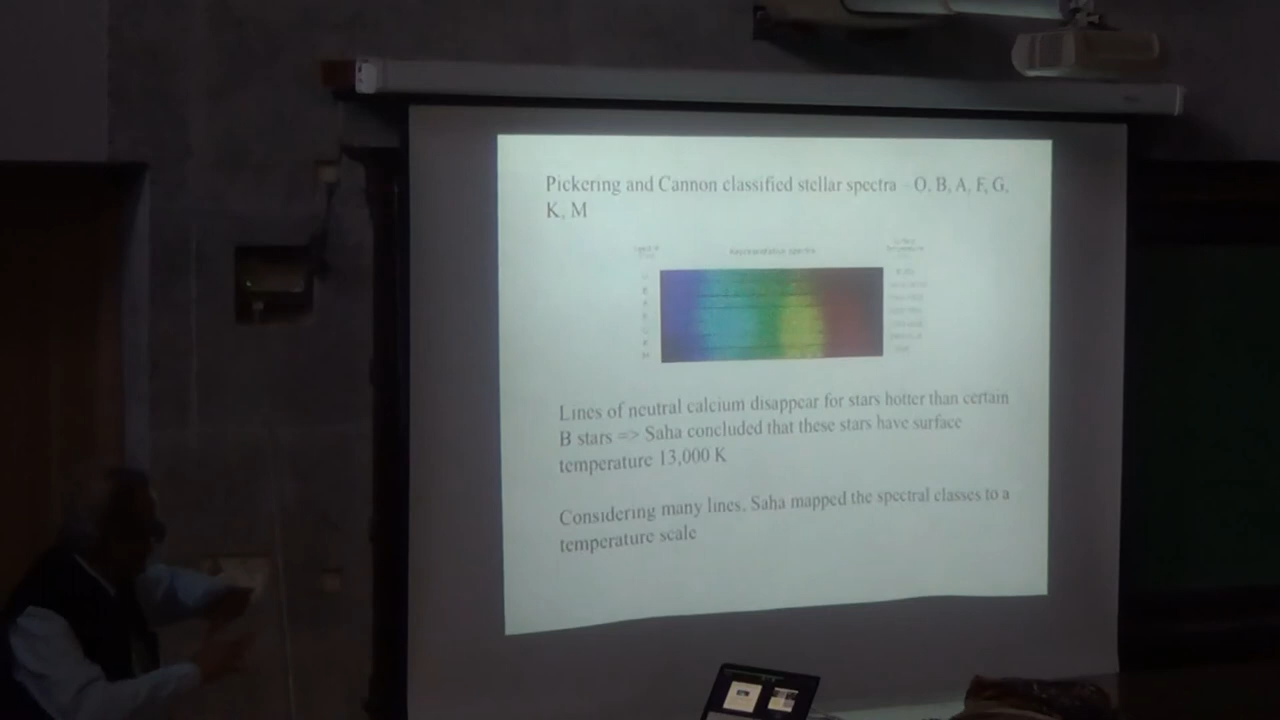 Pickering and Cannon classified stellar spectra - O, B, A, F, G,
K, M
Representative spectra
Lines of neutral calcium disappear for stars hotter than certain
B stars => Saha concluded that these stars have surface
temperature 13,000 K
Considering many lines, Saha mapped the spectral classes to a
temperature scale